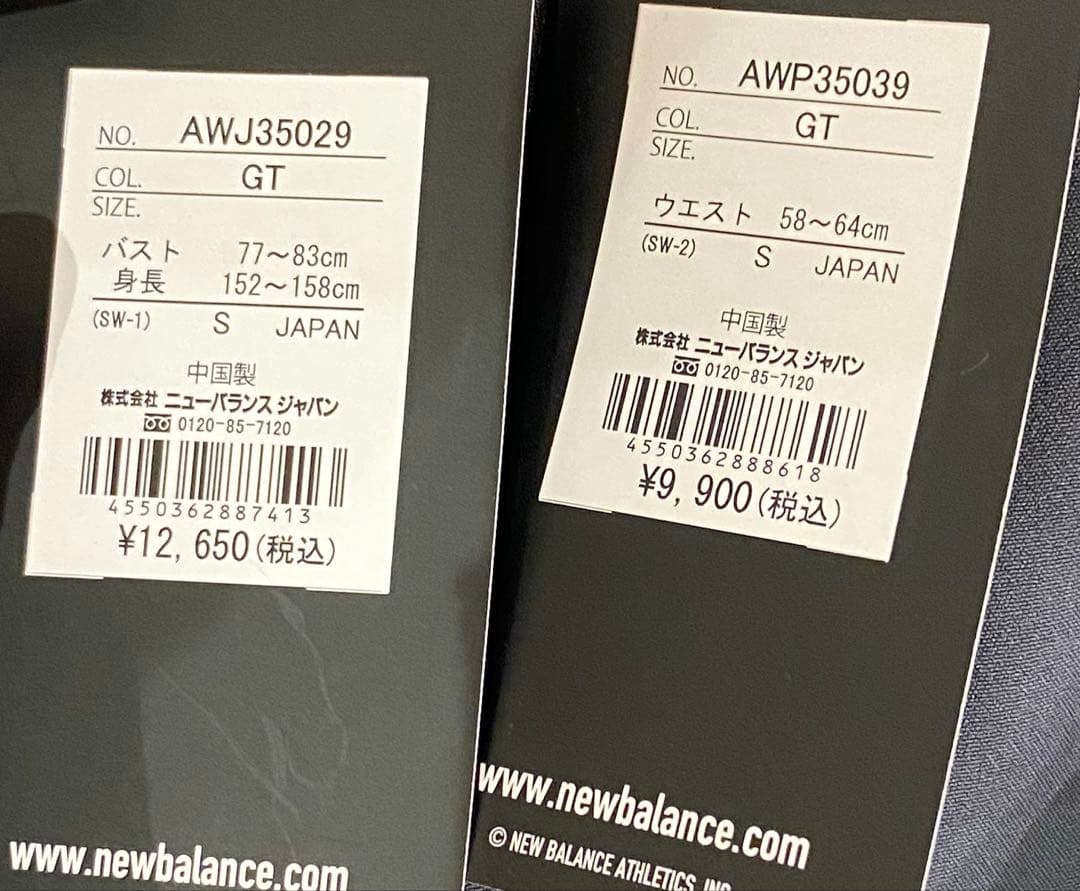 NO. AWJ35029
COL. GT
SIZE.
バスト 77～83cm
身長 152～158cm
(SW-1) S JAPAN
中国製
株式会社 ニューバランス ジャパン
0120-85-7120
4550362887413
¥12,650(税込)
www.newbalance.com
NO. AWP35039
COL. GT
SIZE.
ウエスト 58～64cm
(SW-2) S JAPAN
中国製
株式会社 ニューバランス ジャパン
0120-85-7120
4550362888618
¥9,900(税込)
www.newbalance.com
© NEW BALANCE ATHLETICS, INC